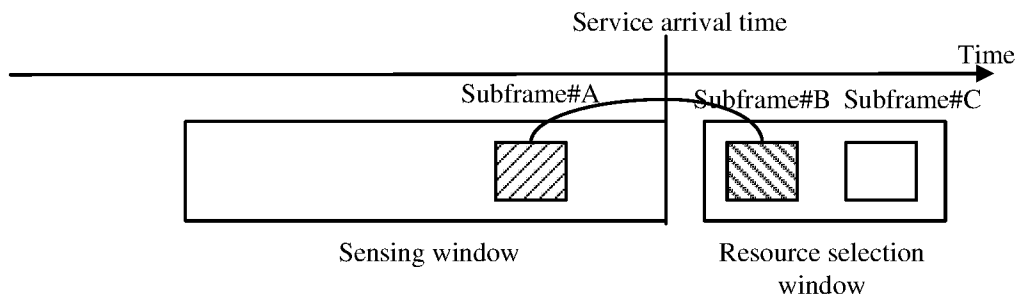 Service arrival time
Time
Subframe#A
Subframe#B
Subframe#C
Sensing window
Resource selection
window